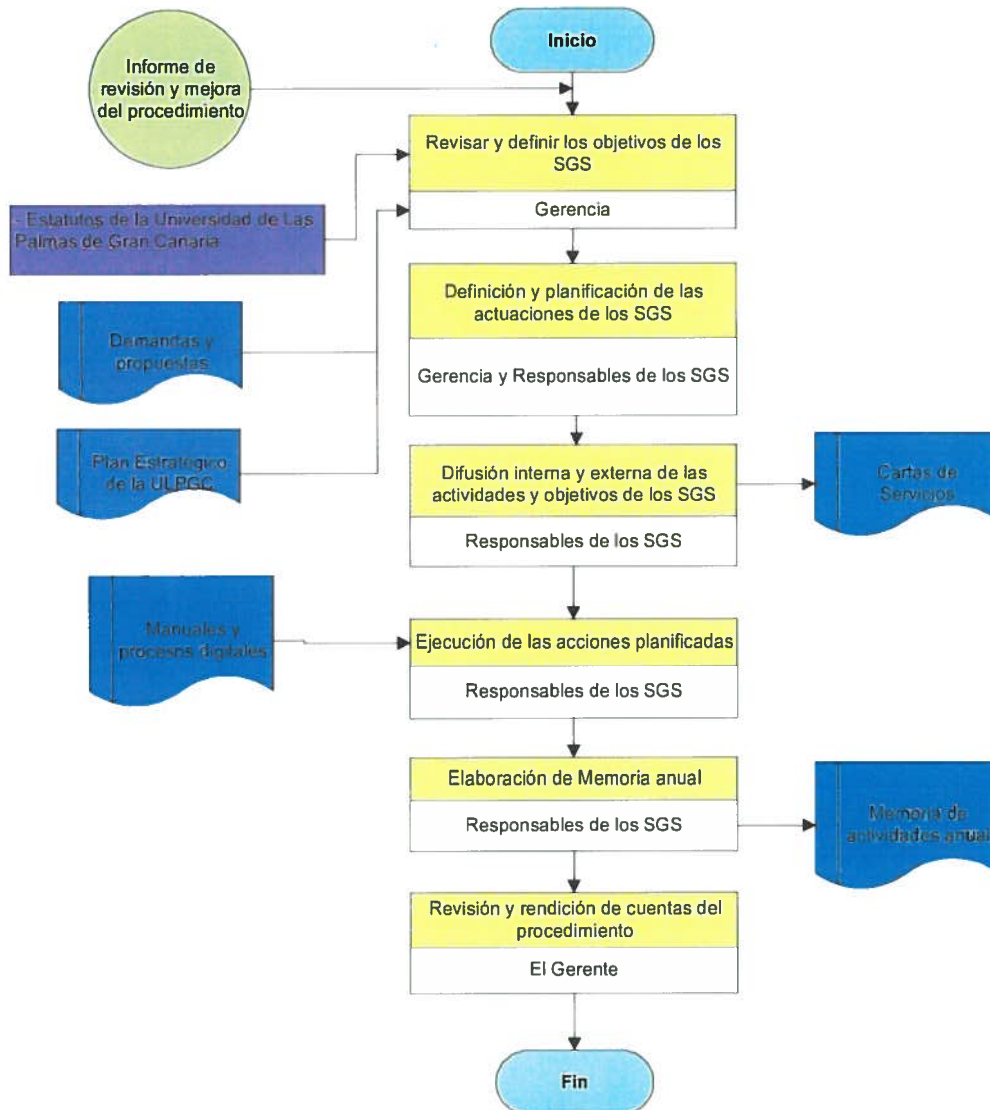 Inicio
Informe de
revisión y mejora
del procedimiento
Revisar y definir los objetivos de los
SGS
Gerencia
- Estatutos de la Universidad de Las
Palmas de Gran Canaria
Definición y planificación de las
actuaciones de los SGS
Gerencia y Responsables de los SGS
Demandas y
propuestas
Plan Estratégico
de la ULPGC
Difusión interna y externa de las
actividades y objetivos de los SGS
Responsables de los SGS
Cartas de
Servicios
Manuales y
procesos digitales
Ejecución de las acciones planificadas
Responsables de los SGS
Elaboración de Memoria anual
Responsables de los SGS
Memoria de
actividades anual
Revisión y rendición de cuentas del
procedimiento
El Gerente
Fin